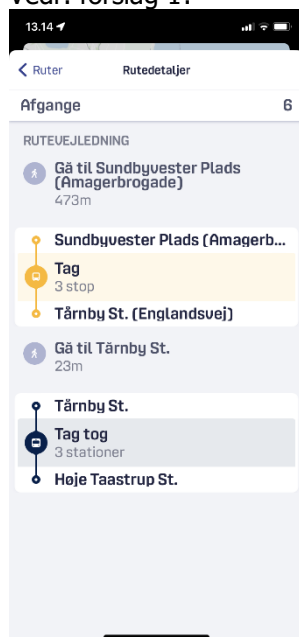 13.14
Ruter
Rutedetaljer
Afgange 6
RUTEVEJLEDNING
Gå til Sundbyvester Plads
(Amagerbrogade)
473m
Sundbyvester Plads (Amagerb...
Tag
3 stop
Tårnby St. (Englandsvej)
Gå til Tårnby St.
23m
Tårnby St.
Tag tog
3 stationer
Høje Taastrup St.